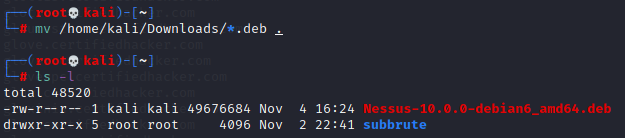 ┌──(root💀kali)-[~]
└─# mv /home/kali/Downloads/*.deb .
┌──(root💀kali)-[~]
└─# ls -l
total 48520
-rw-r--r-- 1 kali kali 49676684 Nov  4 16:24 Nessus-10.0.0-debian6_amd64.deb
drwxr-xr-x 5 root root     4096 Nov  2 22:41 subbrute